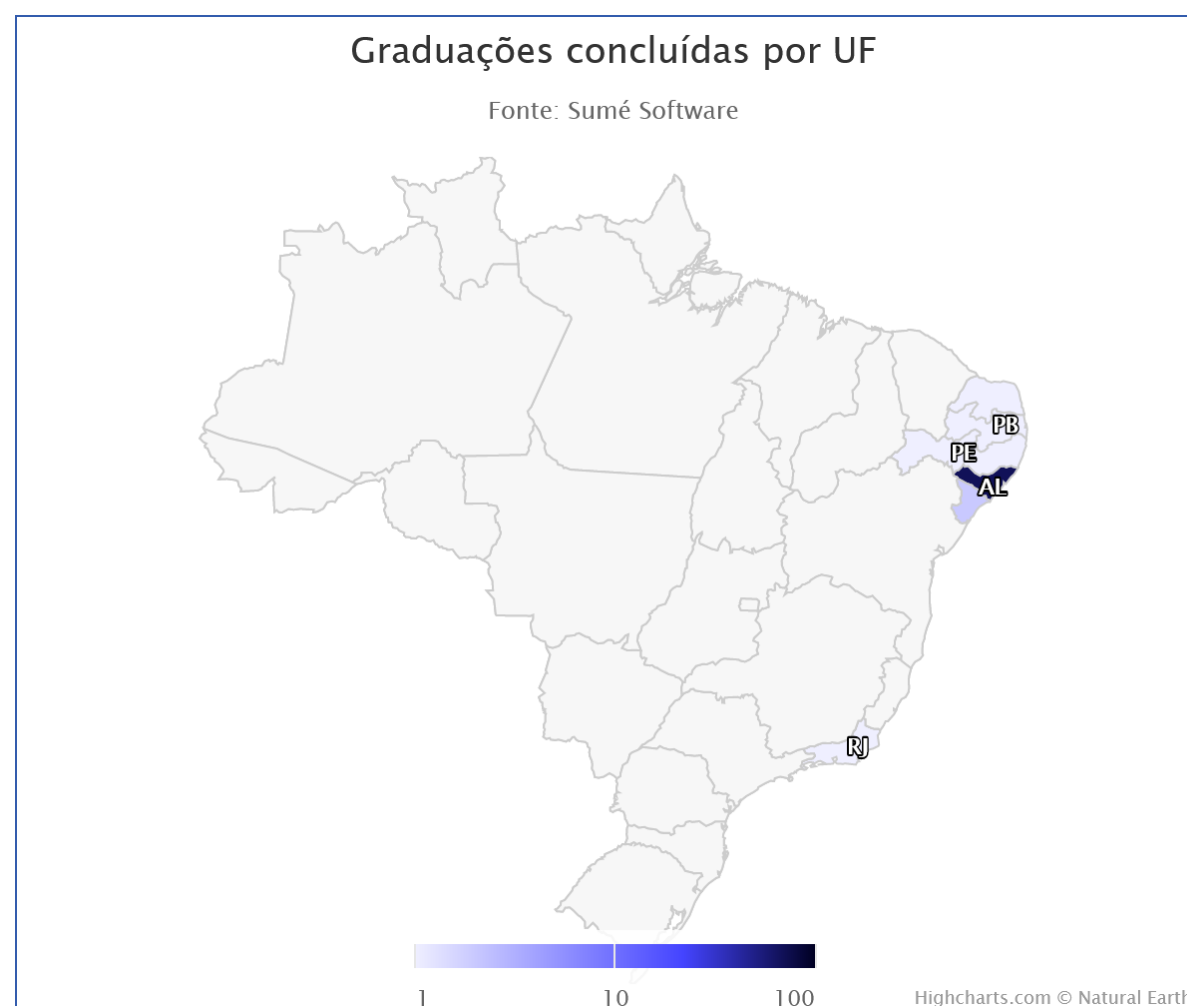 Graduações concluídas por UF
Fonte: Sumé Software
PB
PE
AL
RJ
1 10 100
Highcharts.com © Natural Earth